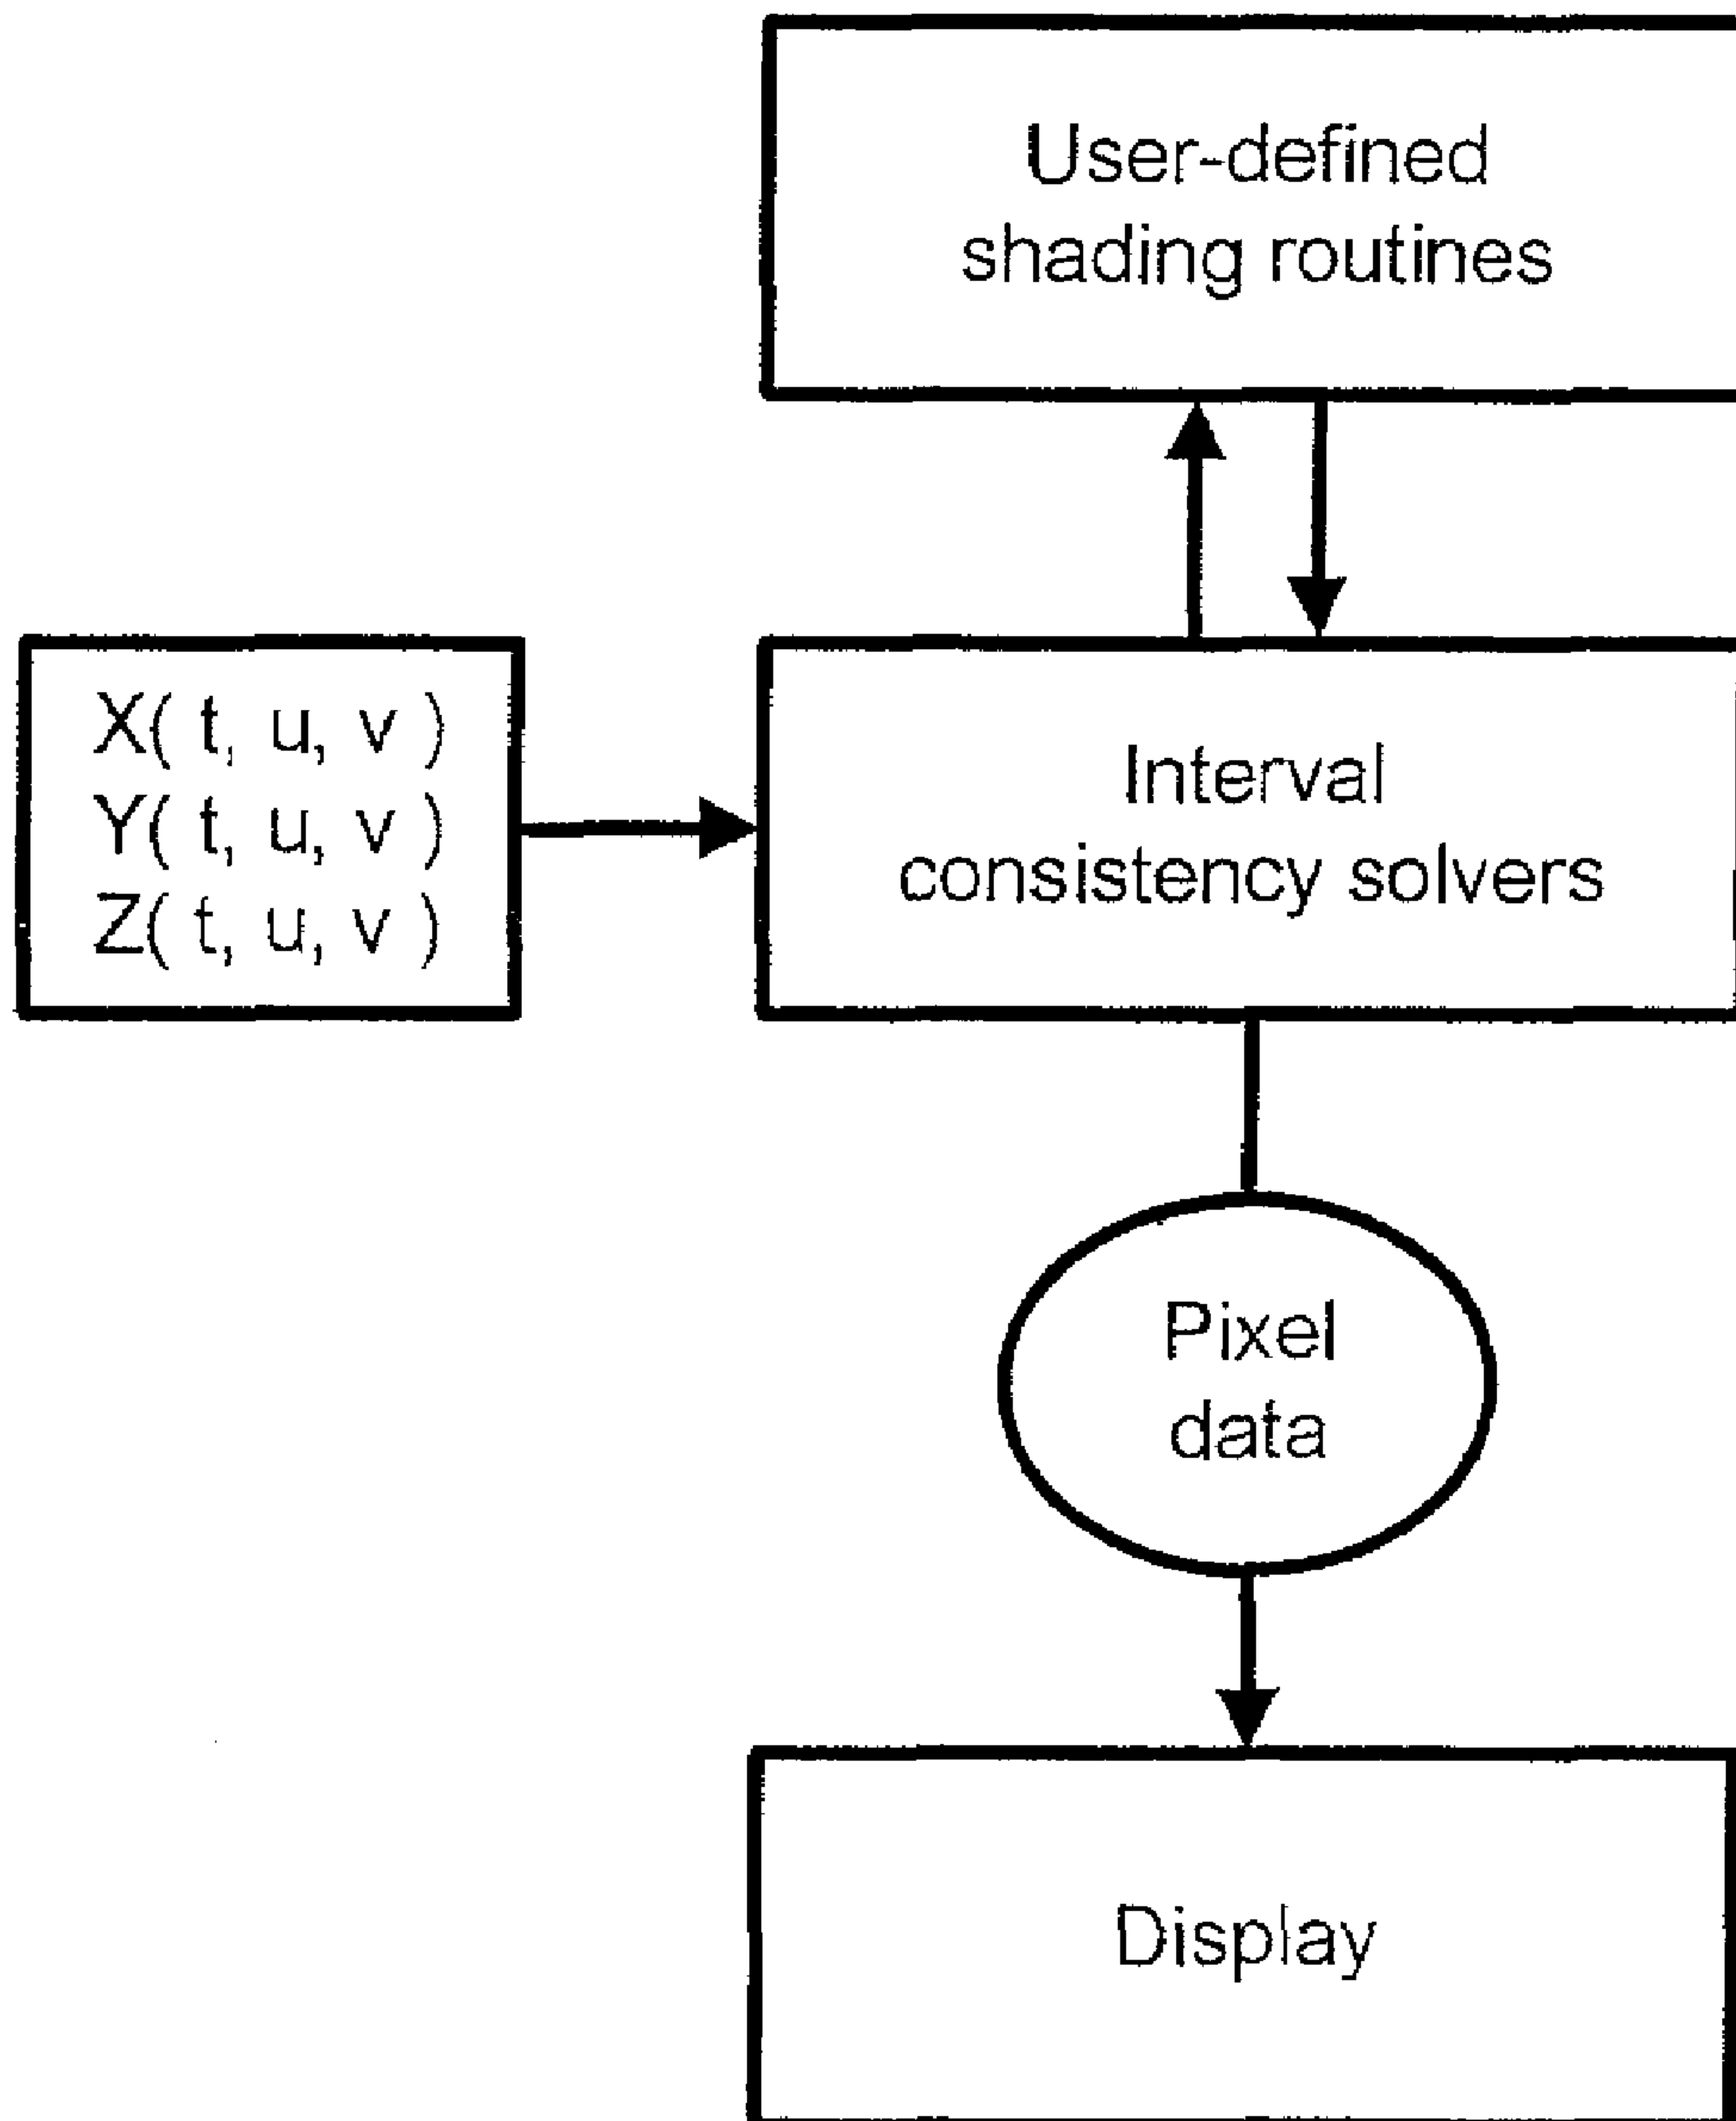 User-defined
shading routines
X( t, u, v )
Y( t, u, v )
Z( t, u, v )
Interval
consistency solvers
Pixel
data
Display